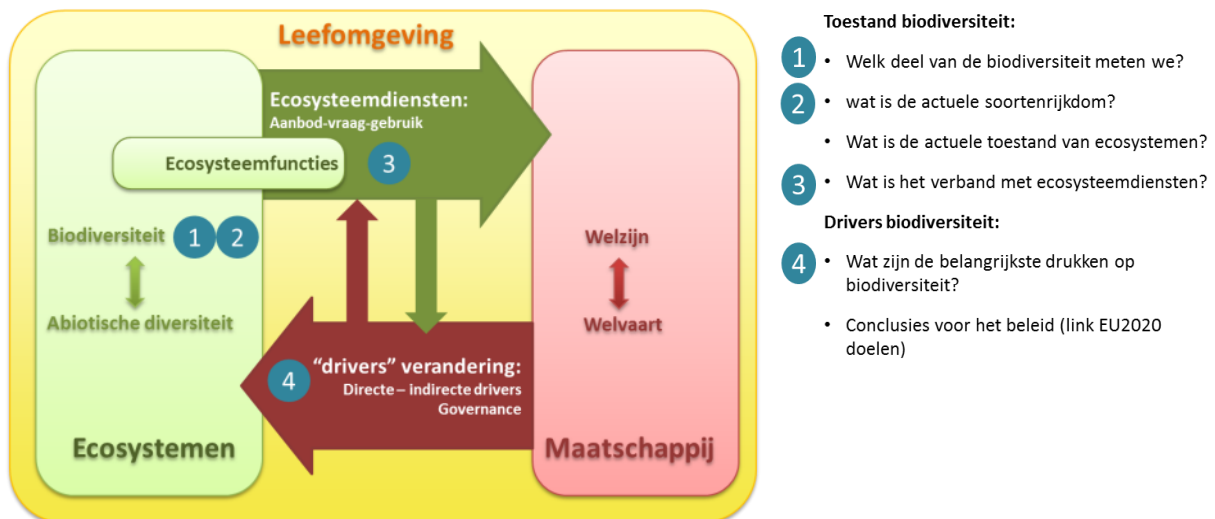 Leefomgeving
Ecosysteemdiensten:
Aanbod-vraag-gebruik
Ecosysteemfuncties
3
Biodiversiteit
1
2
Abiotische diversiteit
Welzijn
Welvaart
4
“drivers” verandering:
Directe – indirecte drivers
Governance
Ecosystemen
Maatschappij
Toestand biodiversiteit:
1
• Welk deel van de biodiversiteit meten we?
2
• wat is de actuele soortenrijkdom?
• Wat is de actuele toestand van ecosystemen?
3
• Wat is het verband met ecosysteemdiensten?
Drivers biodiversiteit:
4
• Wat zijn de belangrijkste drukken op
biodiversiteit?
• Conclusies voor het beleid (link EU2020
doelen)